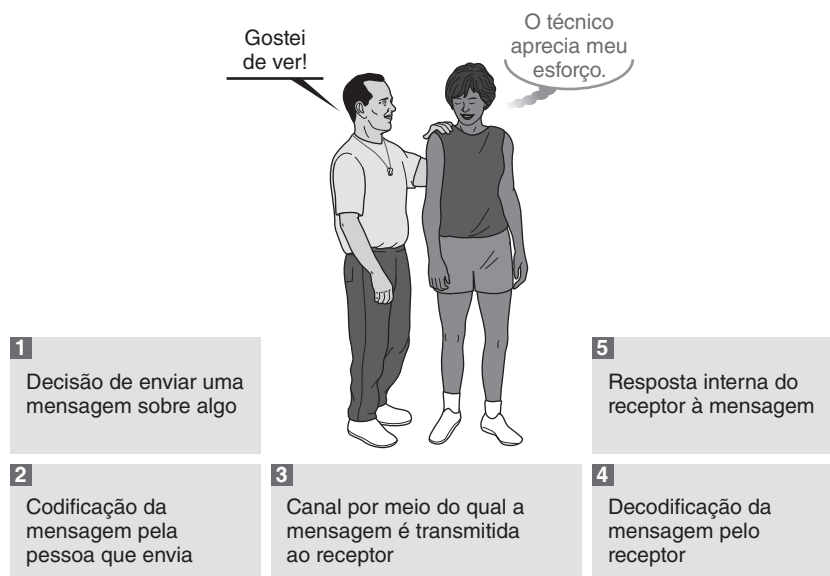 Gostei
de ver!
O técnico
aprecia meu
esforço.
1
Decisão de enviar uma
mensagem sobre algo
2
Codificação da
mensagem pela
pessoa que envia
3
Canal por meio do qual a
mensagem é transmitida
ao receptor
4
Decodificação da
mensagem pelo
receptor
5
Resposta interna do
receptor à mensagem